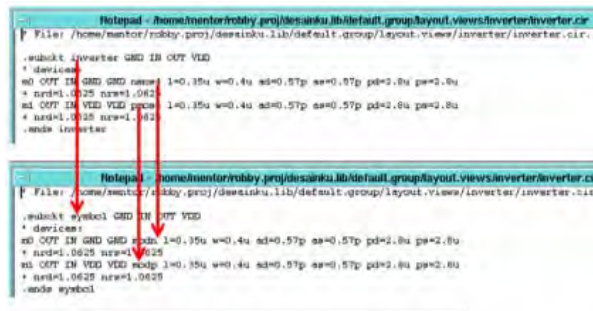 Notepad - /home/mentor/robby.proj/desainku.lib/default.group/layout.views/inverter/inverter.cir
* File: /home/mentor/robby.proj/desainku.lib/default.group/layout.views/inverter/inverter.cir.
.subckt inverter GND IN OUT VDD
* devices:
m0 OUT IN GND GND l=0.35u w=0.4u ad=0.57p as=0.57p pd=2.8u ps=2.8u
+ nrd=1.0625 nrs=1.0625
m1 OUT IN VDD VDD l=0.35u w=0.4u ad=0.57p as=0.57p pd=2.8u ps=2.8u
+ nrd=1.0625 nrs=1.0625
.ends inverter
Notepad - /home/mentor/robby.proj/desainku.lib/default.group/layout.views/inverter/inverter.cir
* File: /home/mentor/robby.proj/desainku.lib/default.group/layout.views/inverter/inverter.cir
.subckt symbol GND IN OUT VDD
* devices:
m0 OUT IN GND GND modn l=0.35u w=0.4u ad=0.57p as=0.57p pd=2.8u ps=2.8u
+ nrd=1.0625 nrs=1.0625
m1 OUT IN VDD VDD modp l=0.35u w=0.4u ad=0.57p as=0.57p pd=2.8u ps=2.8u
+ nrd=1.0625 nrs=1.0625
.ends symbol